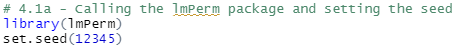 # 4.1a - Calling the lmPerm package and setting the seed
library(lmPerm)
set.seed(12345)